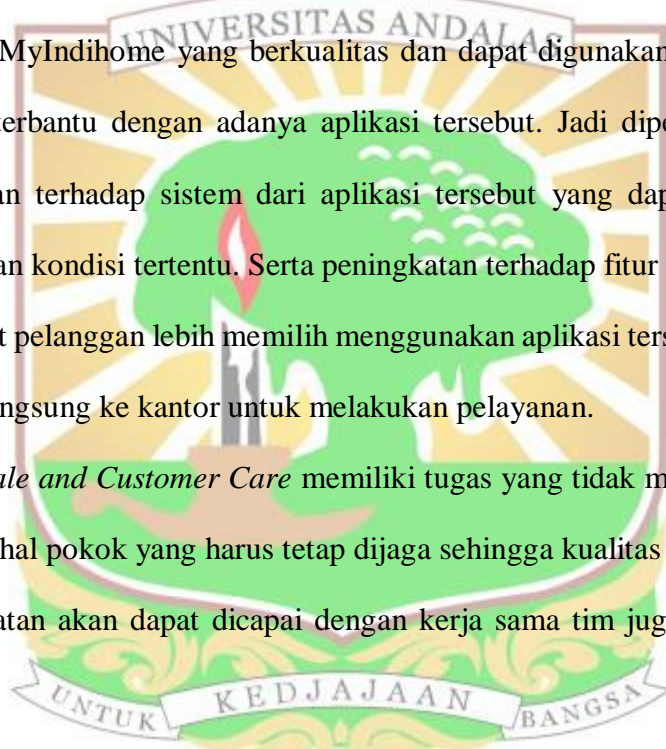 UNIVERSITAS ANDALAS
MyIndihome yang berkualitas dan dapat digunakan
terbantu dengan adanya aplikasi tersebut. Jadi dipe
an terhadap sistem dari aplikasi tersebut yang dap
an kondisi tertentu. Serta peningkatan terhadap fitur
t pelanggan lebih memilih menggunakan aplikasi ters
ngsung ke kantor untuk melakukan pelayanan.
ale and Customer Care memiliki tugas yang tidak m
hal pokok yang harus tetap dijaga sehingga kualitas
atan akan dapat dicapai dengan kerja sama tim jug
UNTUK KEDJAJAAN BANGSA